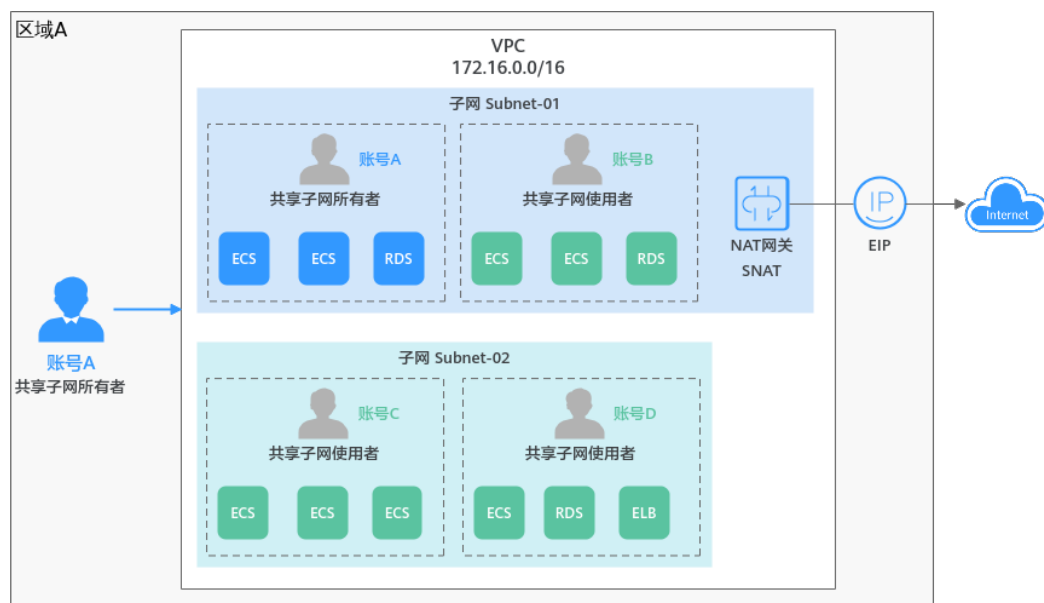 区域A
VPC
172.16.0.0/16
子网 Subnet-01
账号A
共享子网所有者
ECS
ECS
RDS
账号B
共享子网使用者
ECS
ECS
RDS
NAT网关
SNAT
IP
EIP
Internet
账号A
共享子网所有者
子网 Subnet-02
账号C
共享子网使用者
ECS
ECS
ECS
账号D
共享子网使用者
ECS
RDS
ELB